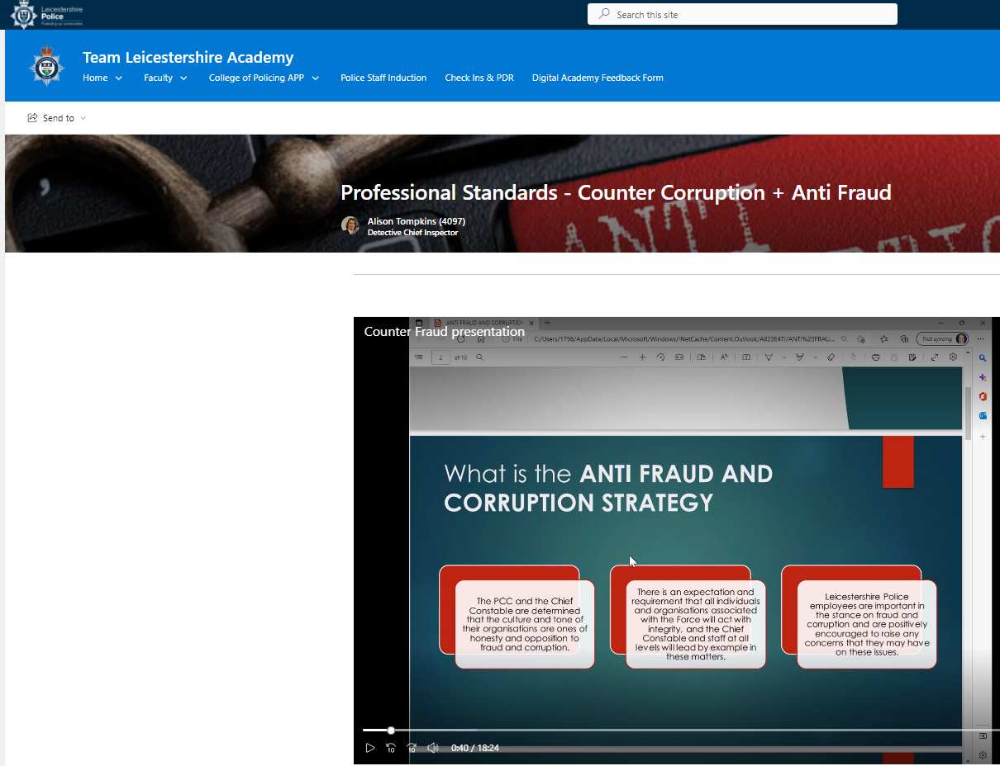 Leicestershire
Police
Protecting our communities
Search this site
Team Leicestershire Academy
Home Faculty College of Policing APP Police Staff Induction Check Ins & PDR Digital Academy Feedback Form
Send to
Professional Standards - Counter Corruption + Anti Fraud
Alison Tompkins (4097)
Detective Chief Inspector
ANTI
ANTI FRAUD AND CORRUPTION
Counter Fraud presentation
File C:/Users/1796/AppData/Local/Microsoft/Windows/INetCache/Content.Outlook/A823E4TI/ANTI%20FRAU... Not syncing
2 of 10
What is the ANTI FRAUD AND
CORRUPTION STRATEGY
The PCC and the Chief
Constable are determined
that the culture and tone of
their organisations are ones of
honesty and opposition to
fraud and corruption.
There is an expectation and
requirement that all individuals
and organisations associated
with the Force will act with
integrity, and the Chief
Constable and staff at all
levels will lead by example in
these matters.
Leicestershire Police
employees are important in
the stance on fraud and
corruption and are positively
encouraged to raise any
concerns that they may have
on these issues.
10 10 0:40 / 18:24